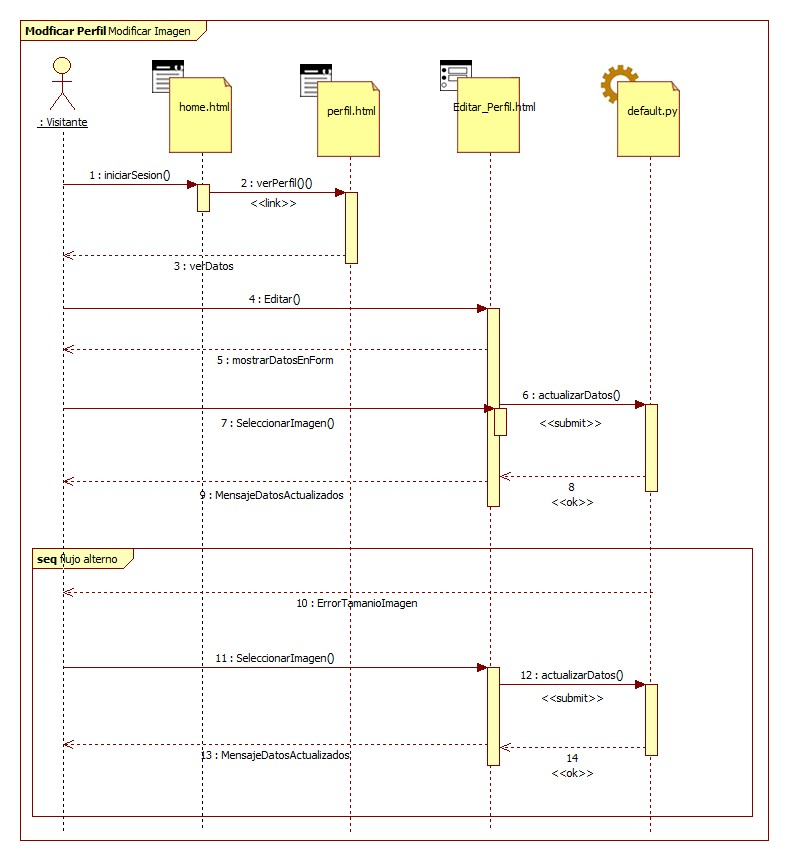 Modficar Perfil Modificar Imagen
: Visitante
home.html
perfil.html
Editar_Perfil.html
default.py
1 : iniciarSesion()
2 : verPerfil()()
<<link>>
3 : verDatos
4 : Editar()
5 : mostrarDatosEnForm
6 : actualizarDatos()
<<submit>>
7 : SeleccionarImagen()
8
<<ok>>
9 : MensajeDatosActualizados
seq flujo alterno
10 : ErrorTamanioImagen
11 : SeleccionarImagen()
12 : actualizarDatos()
<<submit>>
13 : MensajeDatosActualizados
14
<<ok>>